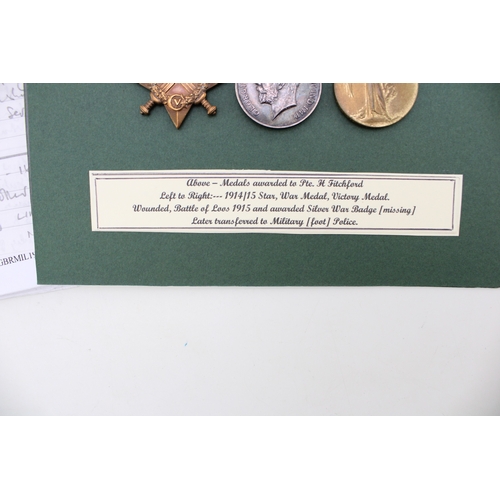 Above – Medals awarded to Pte. H Fitchford
Left to Right:--- 1914/15 Star, War Medal, Victory Medal.
Wounded, Battle of Loos 1915 and awarded Silver War Badge [missing]
Later transferred to Military [foot] Police.
GBRMIL19